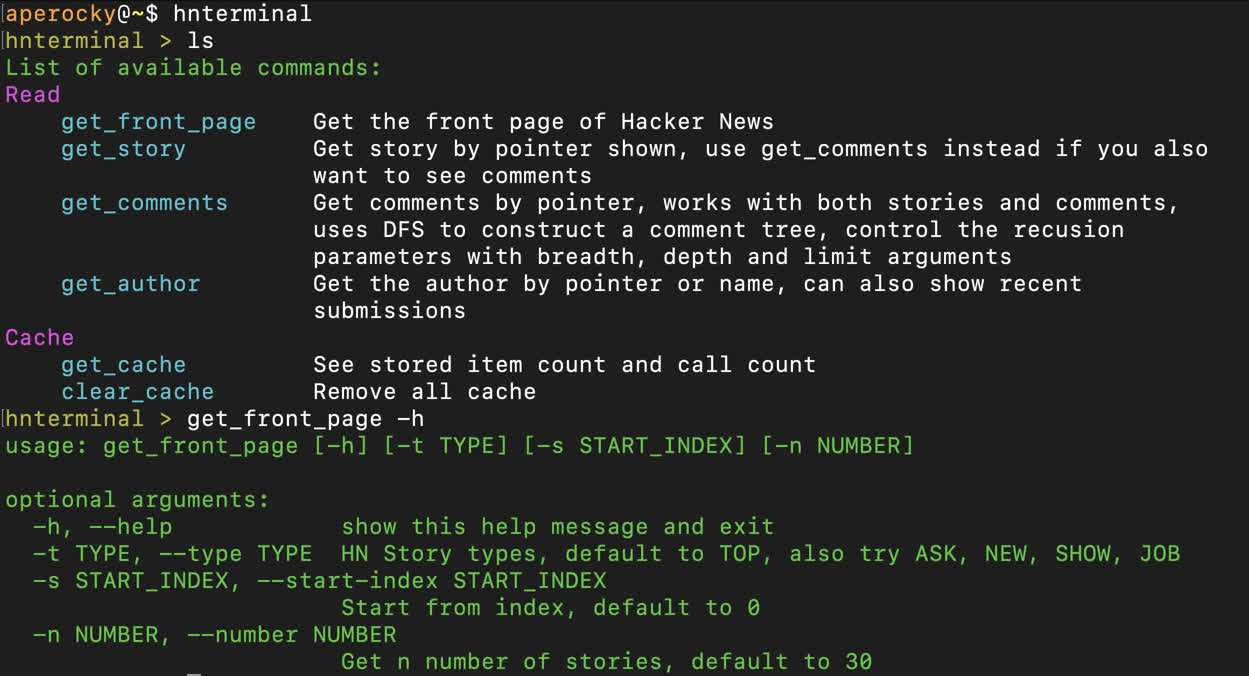 aperocky@~$ hnterminal
hnterminal > ls
List of available commands:
Read
get_front_page Get the front page of Hacker News
get_story Get story by pointer shown, use get_comments instead if you also
want to see comments
get_comments Get comments by pointer, works with both stories and comments,
uses DFS to construct a comment tree, control the recusion
parameters with breadth, depth and limit arguments
get_author Get the author by pointer or name, can also show recent
submissions
Cache
get_cache See stored item count and call count
clear_cache Remove all cache
hnterminal > get_front_page -h
usage: get_front_page [-h] [-t TYPE] [-s START_INDEX] [-n NUMBER]
optional arguments:
-h, --help show this help message and exit
-t TYPE, --type TYPE HN Story types, default to TOP, also try ASK, NEW, SHOW, JOB
-s START_INDEX, --start-index START_INDEX
Start from index, default to 0
-n NUMBER, --number NUMBER
Get n number of stories, default to 30